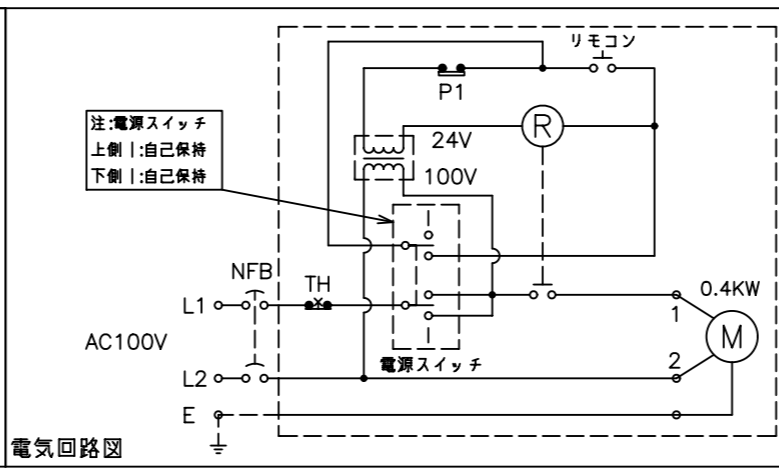 リモコン
P1
注:電源スイッチ
上側|:自己保持
下側|:自己保持
R
24V
100V
NFB
TH
L1
0.4KW
1
M
AC100V
2
電源スイッチ
L2
E
電気回路図